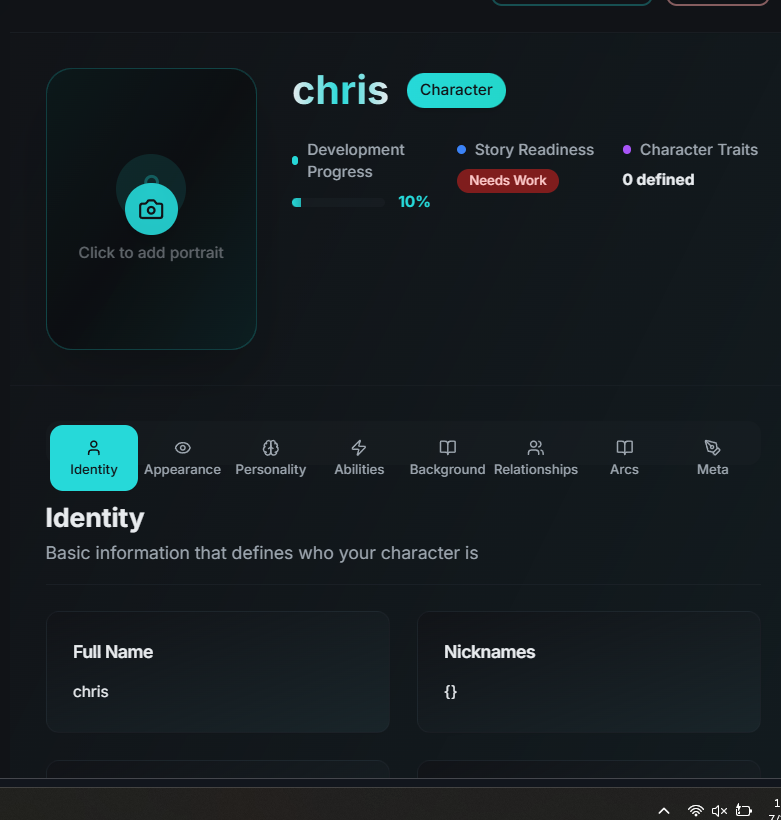 chris
Character
Development
Progress
10%
Story Readiness
Needs Work
Character Traits
0 defined
Click to add portrait
Identity
Appearance
Personality
Abilities
Background
Relationships
Arcs
Meta
Identity
Basic information that defines who your character is
Full Name
chris
Nicknames
{}